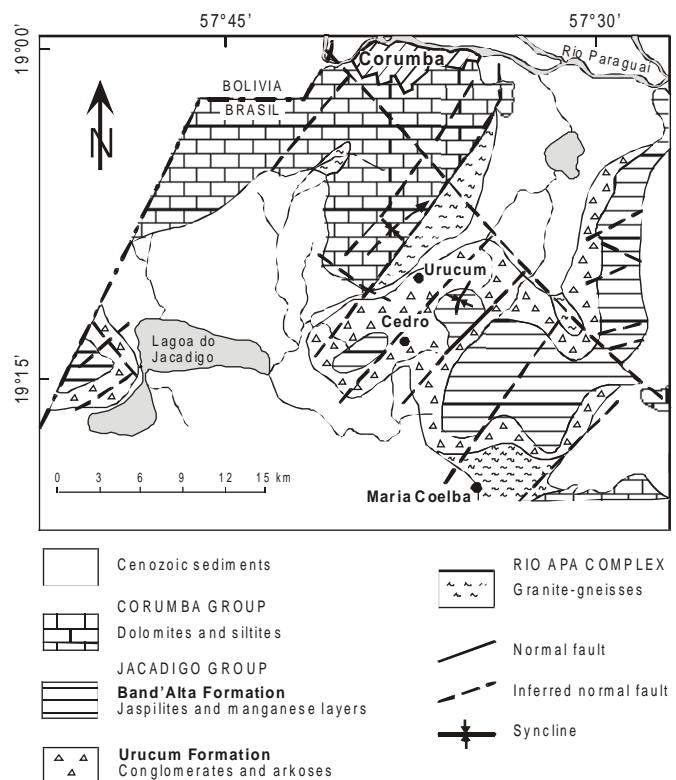 57°45'
57°30'
19°00'
Corumba
Rio Paraguai
BOLIVIA
BRASIL
N
Urucum
Cedro
Lagoa do
Jacadigo
19°15'
0 3 6 9 12 15 km
Maria Coelba
Cenozoic sediments
CORUMBA GROUP
Dolomites and siltites
JACADIGO GROUP
Band'Alta Formation
Jaspilites and manganese layers
Urucum Formation
Conglomerates and arkoses
RIO APA COMPLEX
Granite-gneisses
Normal fault
Inferred normal fault
Syncline